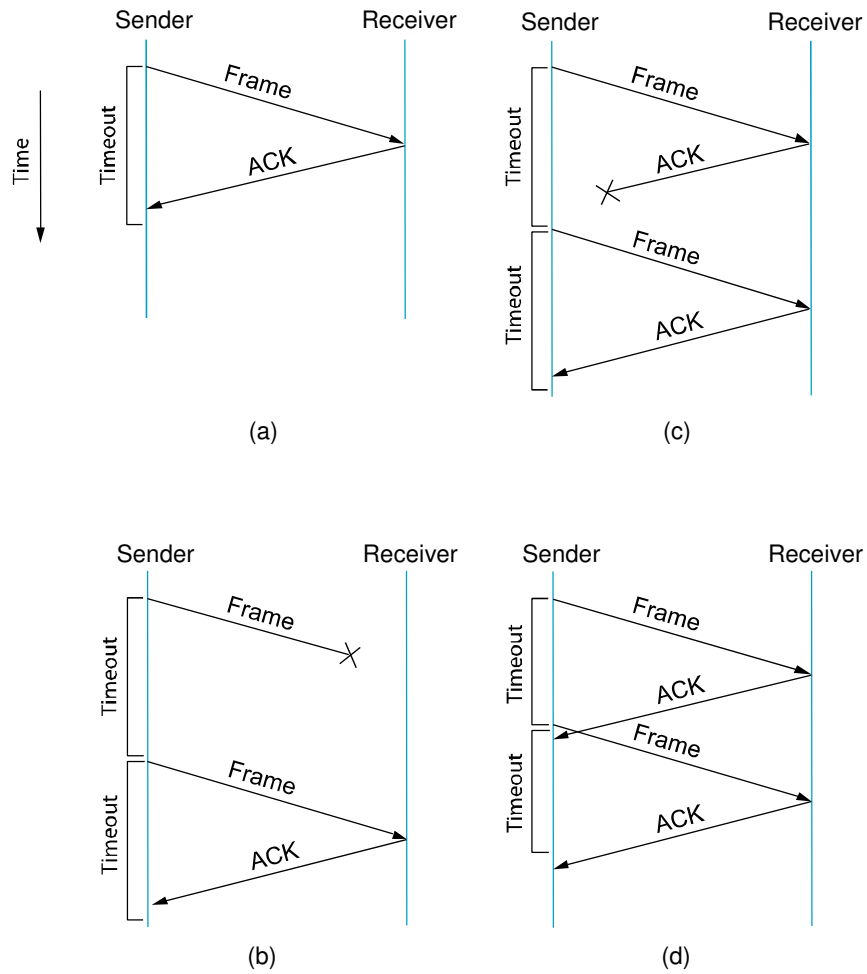 Sender
Receiver
Time
Timeout
Frame
ACK
(a)
Sender
Receiver
Timeout
Frame
ACK
Timeout
Frame
ACK
(c)
Sender
Receiver
Timeout
Frame
Timeout
Frame
ACK
(b)
Sender
Receiver
Timeout
Frame
ACK
Timeout
Frame
ACK
(d)